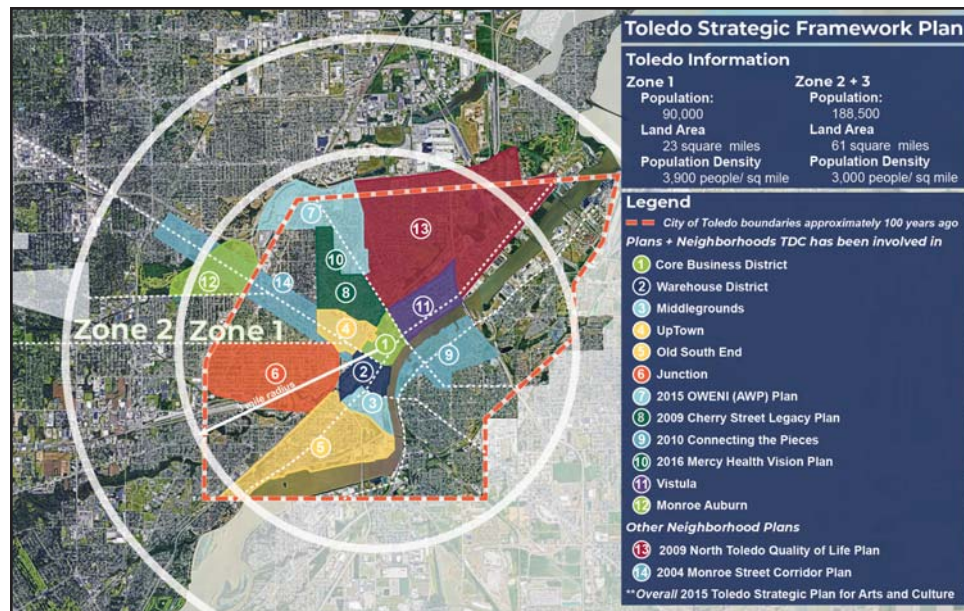 Toledo Strategic Framework Plan
Toledo Information
Zone 1
Population:
90,000
Land Area
23 square miles
Population Density
3,900 people/ sq mile
Zone 2 + 3
Population:
188,500
Land Area
61 square miles
Population Density
3,000 people/ sq mile
Legend
City of Toledo boundaries approximately 100 years ago
Plans + Neighborhoods TDC has been involved in
1 Core Business District
2 Warehouse District
3 Middlegrounds
4 UpTown
5 Old South End
6 Junction
7 2015 OWENI (AWP) Plan
8 2009 Cherry Street Legacy Plan
9 2010 Connecting the Pieces
10 2016 Mercy Health Vision Plan
11 Vistula
12 Monroe Auburn
Other Neighborhood Plans
13 2009 North Toledo Quality of Life Plan
14 2004 Monroe Street Corridor Plan
**Overall 2015 Toledo Strategic Plan for Arts and Culture
7
13
10
12
14
8
11
Zone 2
Zone 1
4
1
9
6
2
mile radius
3
5